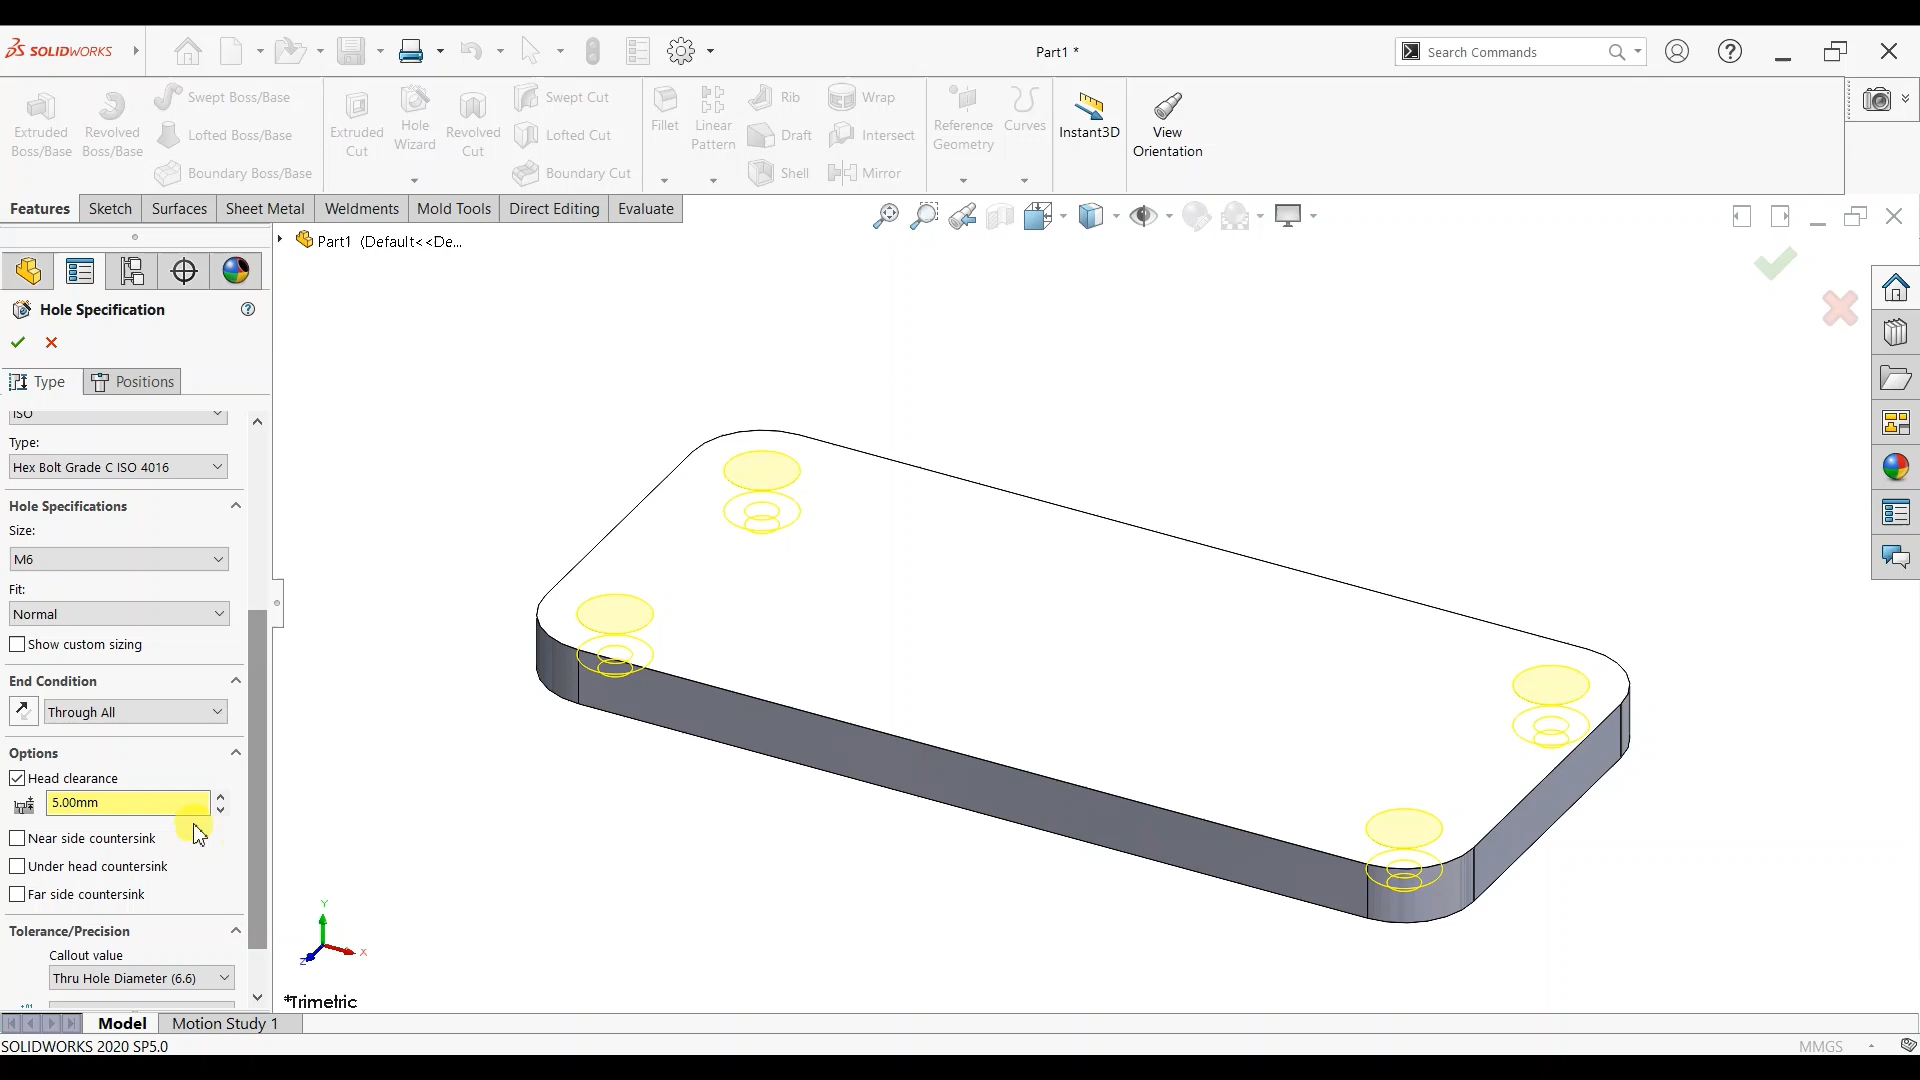 SOLIDWORKS
Part1 *
Search Commands
Extruded Boss/Base
Revolved Boss/Base
Swept Boss/Base
Lofted Boss/Base
Boundary Boss/Base
Extruded Cut
Hole Wizard
Revolved Cut
Swept Cut
Lofted Cut
Boundary Cut
Fillet
Linear Pattern
Rib
Draft
Shell
Wrap
Intersect
Mirror
Reference Geometry
Curves
Instant3D
View Orientation
Features
Sketch
Surfaces
Sheet Metal
Weldments
Mold Tools
Direct Editing
Evaluate
Part1 (Default<<De...
Hole Specification
Type
Positions
ISO
Type:
Hex Bolt Grade C ISO 4016
Hole Specifications
Size:
M6
Fit:
Normal
Show custom sizing
End Condition
Through All
Options
Head clearance
5.00mm
Near side countersink
Under head countersink
Far side countersink
Tolerance/Precision
Callout value
Thru Hole Diameter (6.6)
Y
X
Z
*Trimetric
Model
Motion Study 1
SOLIDWORKS 2020 SP5.0
MMGS